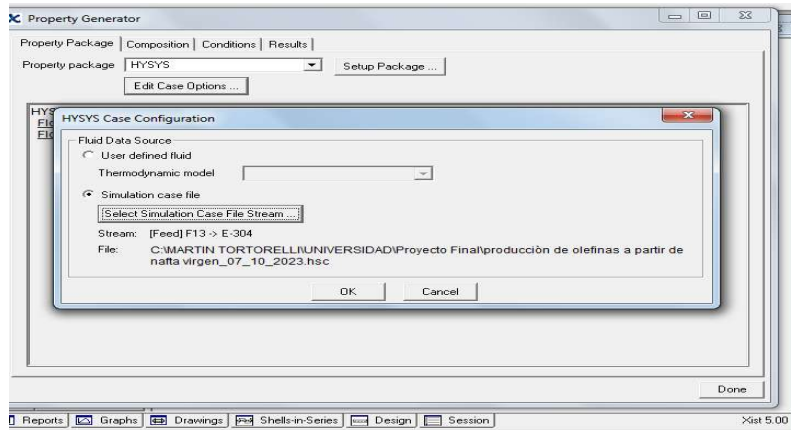 Property Generator
Property Package Composition Conditions Results
Property package HYSYS Setup Package ...
Edit Case Options ...
HYS
Flo
HYSYS Case Configuration
Fluid Data Source
User defined fluid
Thermodynamic model
Simulation case file
Select Simulation Case File Stream ...
Stream: [Feed] F13 -> E-304
File: C:\MARTIN TORTORELLI\UNIVERSIDAD\Proyecto Final\producciòn de olefinas a partir de
nafta virgen_07_10_2023.hsc
OK Cancel
Done
Reports Graphs Drawings Shells-in-Series Design Session Xist 5.00